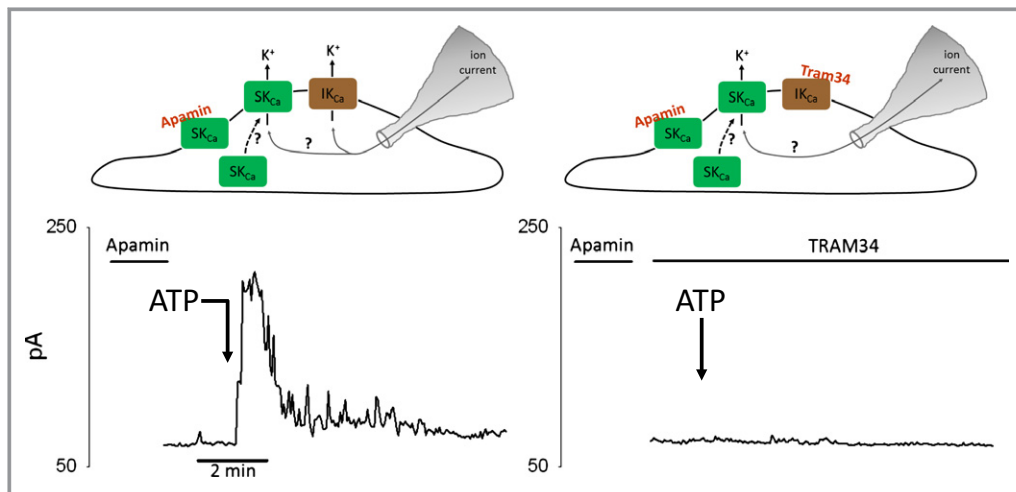 K+
K+
ion
current
SKCa
IKCa
Apamin
SKCa
?
?
SKCa
K+
ion
current
Tram34
SKCa
IKCa
Apamin
SKCa
?
?
SKCa
250
Apamin
ATP
pA
2 min
50
250
Apamin
TRAM34
ATP
50